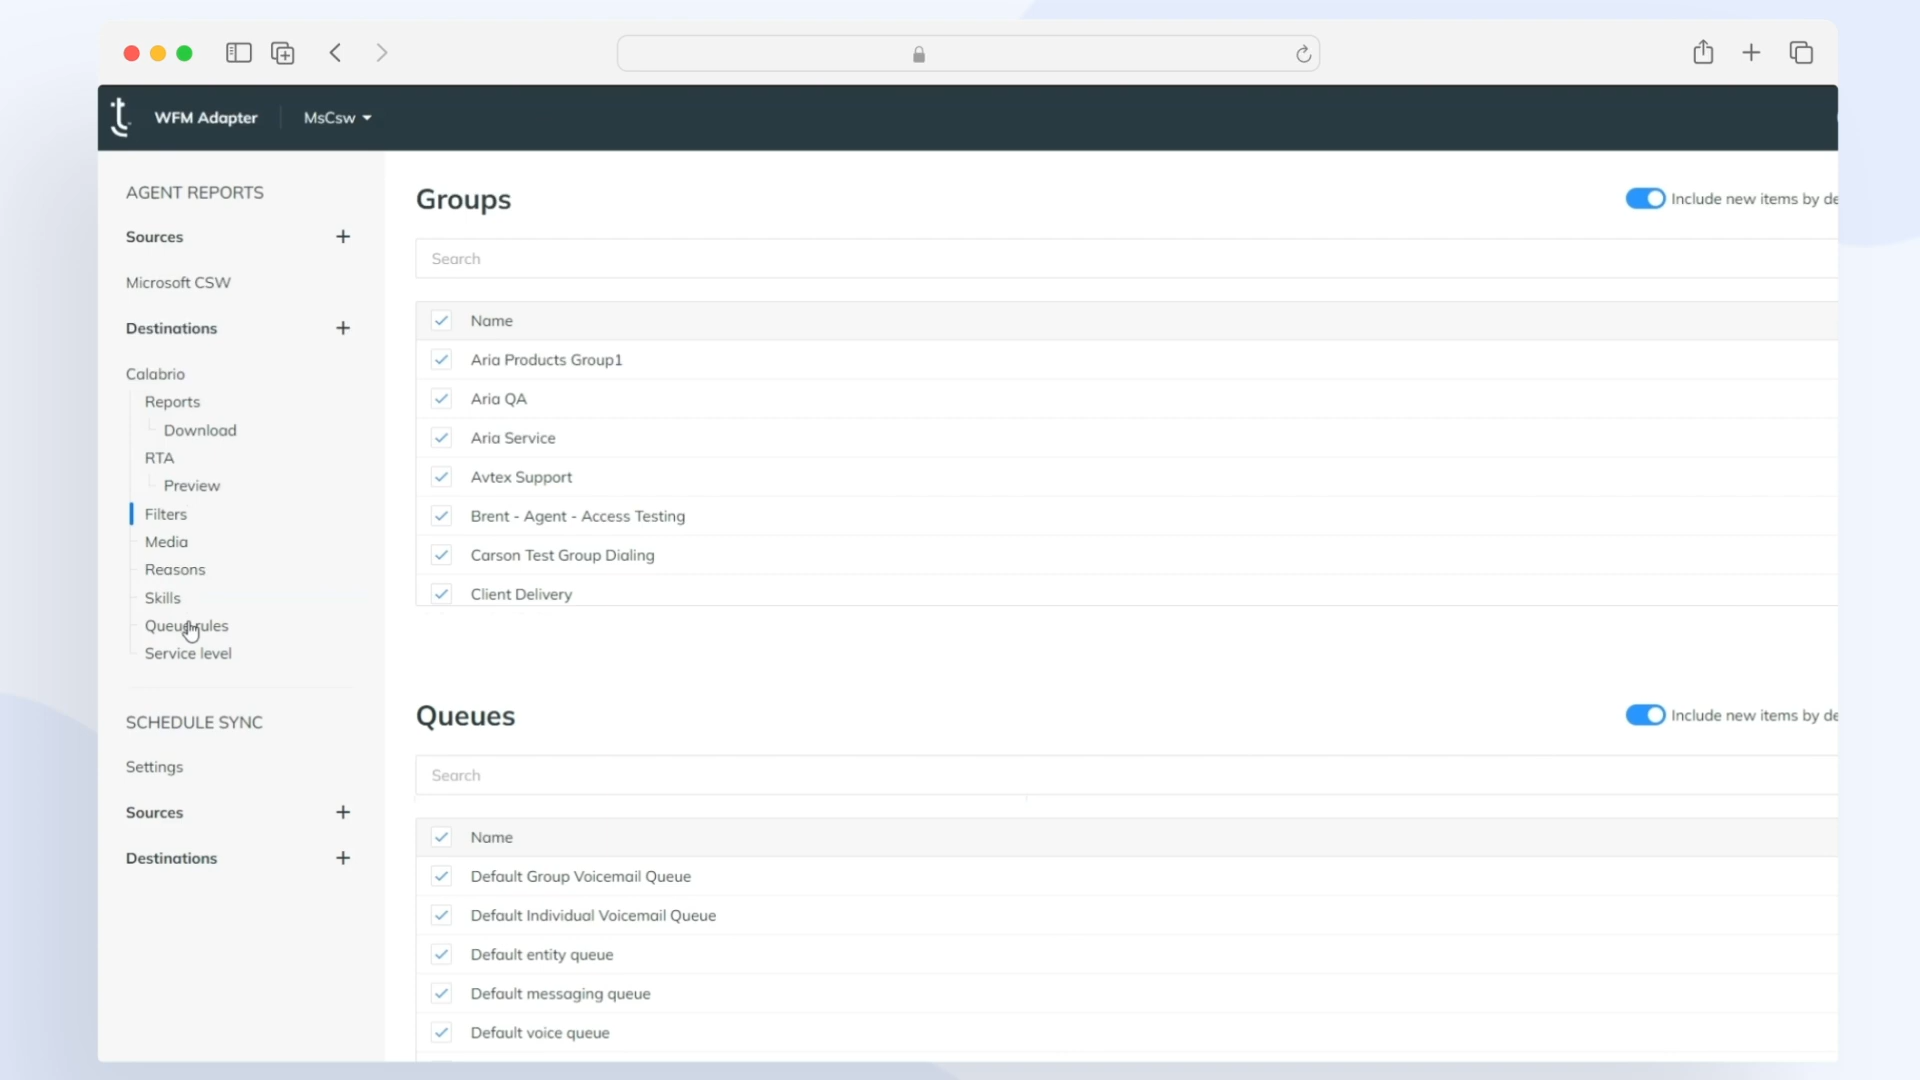 WFM Adapter
MsCsw
AGENT REPORTS
Sources
Microsoft CSW
Destinations
Calabrio
Reports
Download
RTA
Preview
Filters
Media
Reasons
Skills
Queue rules
Service level
SCHEDULE SYNC
Settings
Sources
Destinations
Groups
Include new items by de
Search
Name
Aria Products Group1
Aria QA
Aria Service
Avtex Support
Brent - Agent - Access Testing
Carson Test Group Dialing
Client Delivery
Queues
Include new items by de
Search
Name
Default Group Voicemail Queue
Default Individual Voicemail Queue
Default entity queue
Default messaging queue
Default voice queue